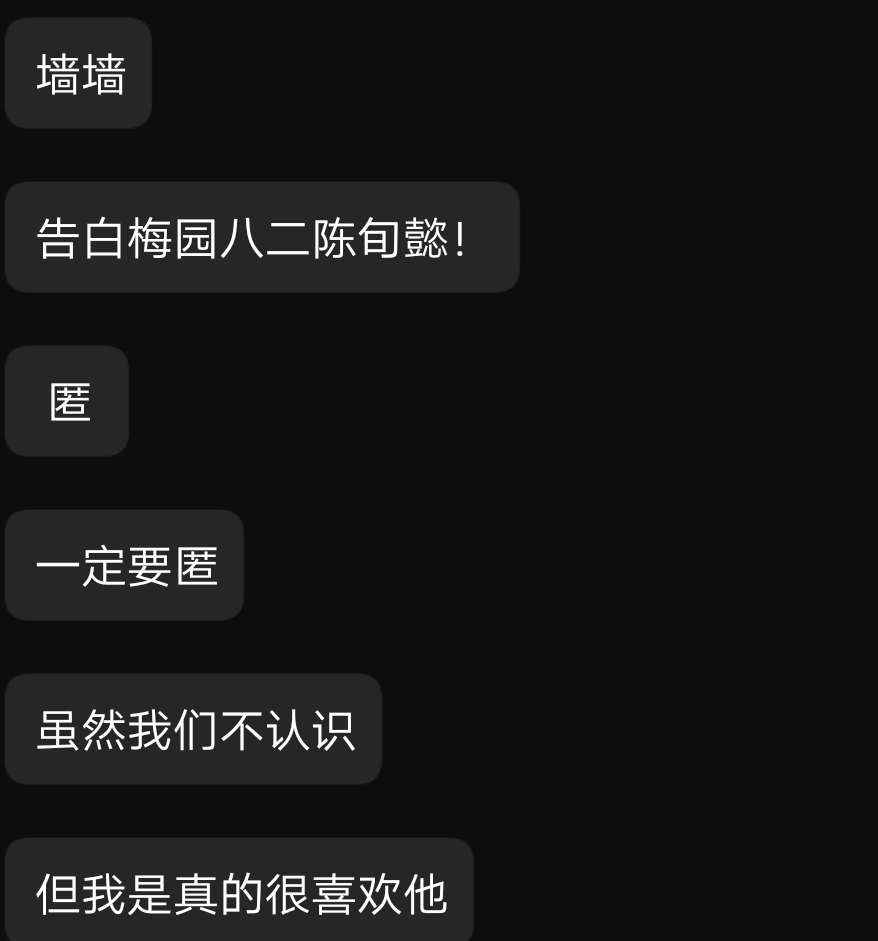 墙墙
告白梅园八二陈旬懿！
匿
一定要匿
虽然我们不认识
但我是真的很喜欢他